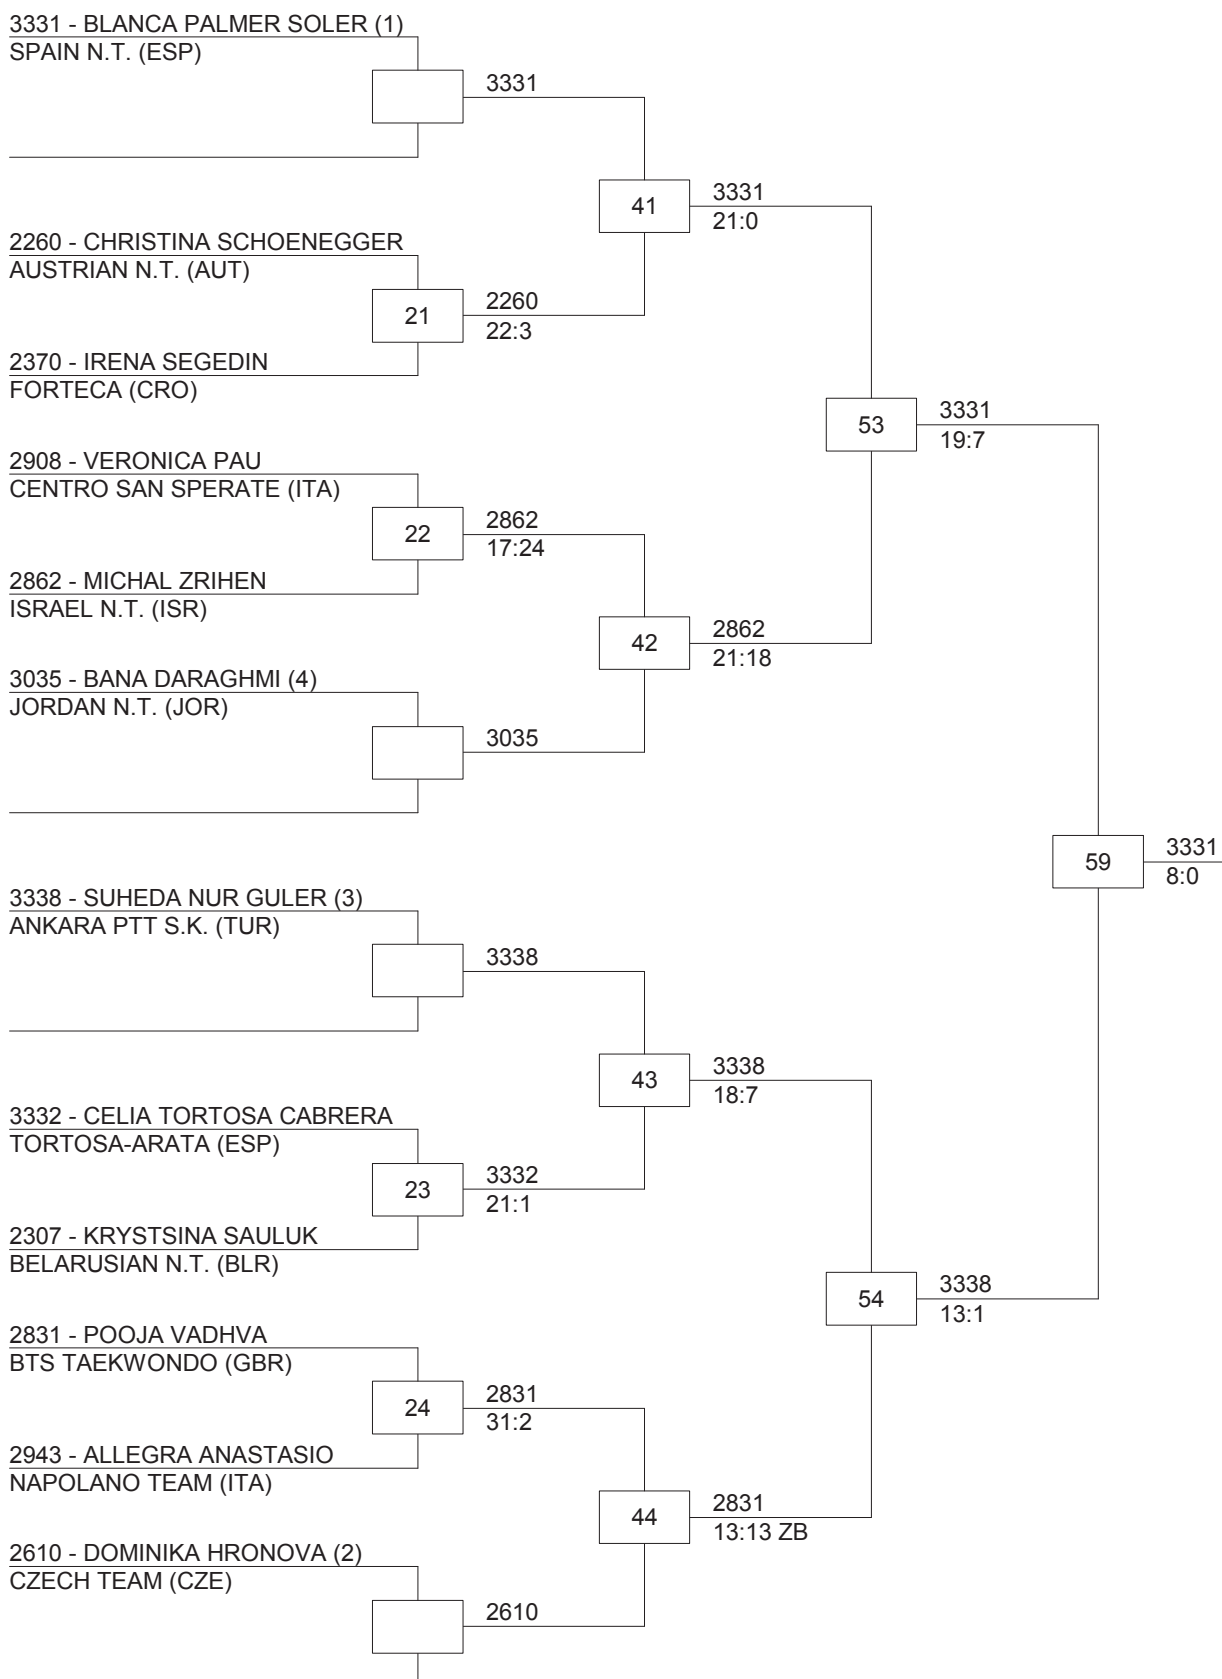 3331 - BLANCA PALMER SOLER (1)
SPAIN N.T. (ESP)
3331
41
3331
21:0
2260 - CHRISTINA SCHOENEGGER
AUSTRIAN N.T. (AUT)
21
2260
22:3
2370 - IRENA SEGEDIN
FORTECA (CRO)
53
3331
19:7
2908 - VERONICA PAU
CENTRO SAN SPERATE (ITA)
22
2862
17:24
2862 - MICHAL ZRIHEN
ISRAEL N.T. (ISR)
42
2862
21:18
3035 - BANA DARAGHMI (4)
JORDAN N.T. (JOR)
3035
59
3331
8:0
3338 - SUHEDA NUR GULER (3)
ANKARA PTT S.K. (TUR)
3338
43
3338
18:7
3332 - CELIA TORTOSA CABRERA
TORTOSA-ARATA (ESP)
23
3332
21:1
2307 - KRYSTSINA SAULUK
BELARUSIAN N.T. (BLR)
54
3338
13:1
2831 - POOJA VADHVA
BTS TAEKWONDO (GBR)
24
2831
31:2
2943 - ALLEGRA ANASTASIO
NAPOLANO TEAM (ITA)
44
2831
13:13 ZB
2610 - DOMINIKA HRONOVA (2)
CZECH TEAM (CZE)
2610